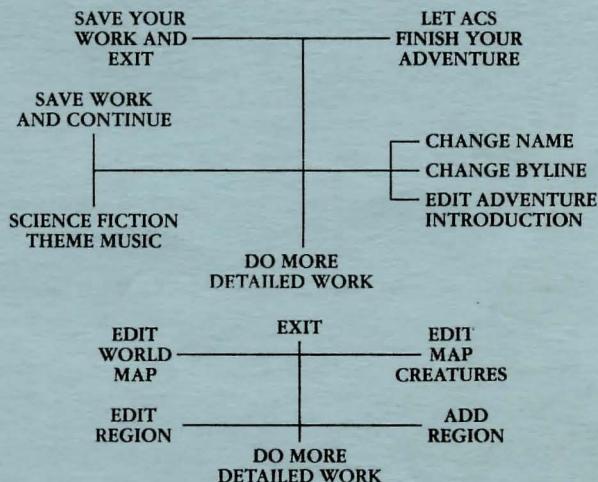 SAVE YOUR
WORK AND
EXIT
LET ACS
FINISH YOUR
ADVENTURE
SAVE WORK
AND CONTINUE
CHANGE NAME
CHANGE BYLINE
EDIT ADVENTURE
INTRODUCTION
SCIENCE FICTION
THEME MUSIC
DO MORE
DETAILED WORK
EDIT
WORLD
MAP
EXIT
EDIT
MAP
CREATURES
EDIT
REGION
ADD
REGION
DO MORE
DETAILED WORK